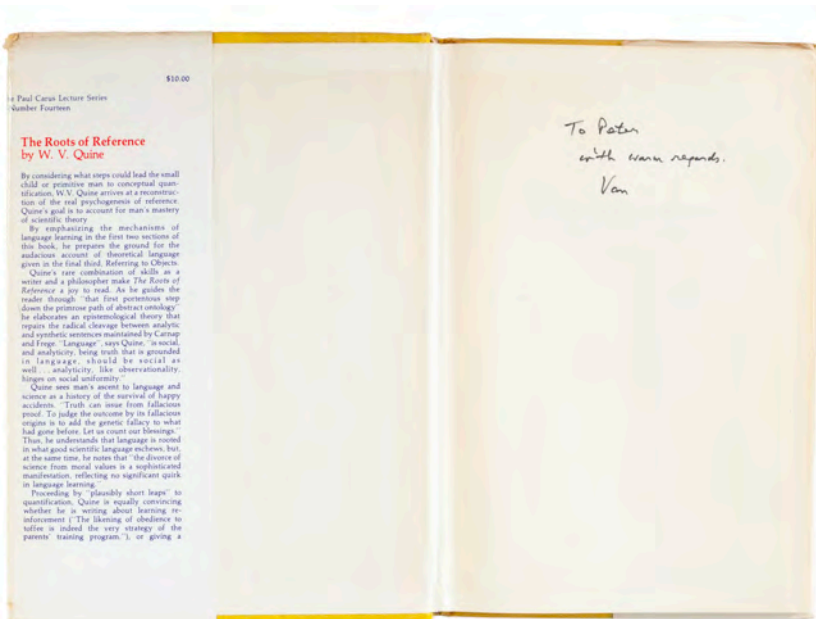 $10.00
e Paul Carus Lecture Series
Number Fourteen
The Roots of Reference
by W. V. Quine
By considering what steps could lead the small
child or primitive man to conceptual quan-
tification, W.V. Quine arrives at a reconstruc-
tion of the real psychogenesis of reference.
Quine's goal is to account for man's mastery
of scientific theory
By emphasizing the mechanisms of
language learning in the first two sections of
this book, he prepares the ground for the
audacious account of theoretical language
given in the final third, Referring to Objects.
Quine's rare combination of skills as a
writer and a philosopher make The Roots of
Reference a joy to read. As he guides the
reader through "that first portentous step
down the primrose path of abstract ontology"
he elaborates an epistemological theory that
repairs the radical cleavage between analytic
and synthetic sentences maintained by Carnap
and Frege. "Language", says Quine, "is social,
and analyticity, being truth that is grounded
in language, should be social as
well . . . analyticity, like observationality,
hinges on social uniformity."
Quine sees man's ascent to language and
science as a history of the survival of happy
accidents. "Truth can issue from fallacious
proof. To judge the outcome by its fallacious
origins is to add the genetic fallacy to what
had gone before. Let us count our blessings."
Thus, he understands that language is rooted
in what good scientific language eschews, but,
at the same time, he notes that "the divorce of
science from moral values is a sophisticated
manifestation, reflecting no significant quirk
in language learning."
Proceeding by "plausibly short leaps" to
quantification, Quine is equally convincing
whether he is writing about learning re-
inforcement ("The likening of obedience to
toffee is indeed the very strategy of the
parents' training program."), or giving a
To Peter
with warm regards.
Van